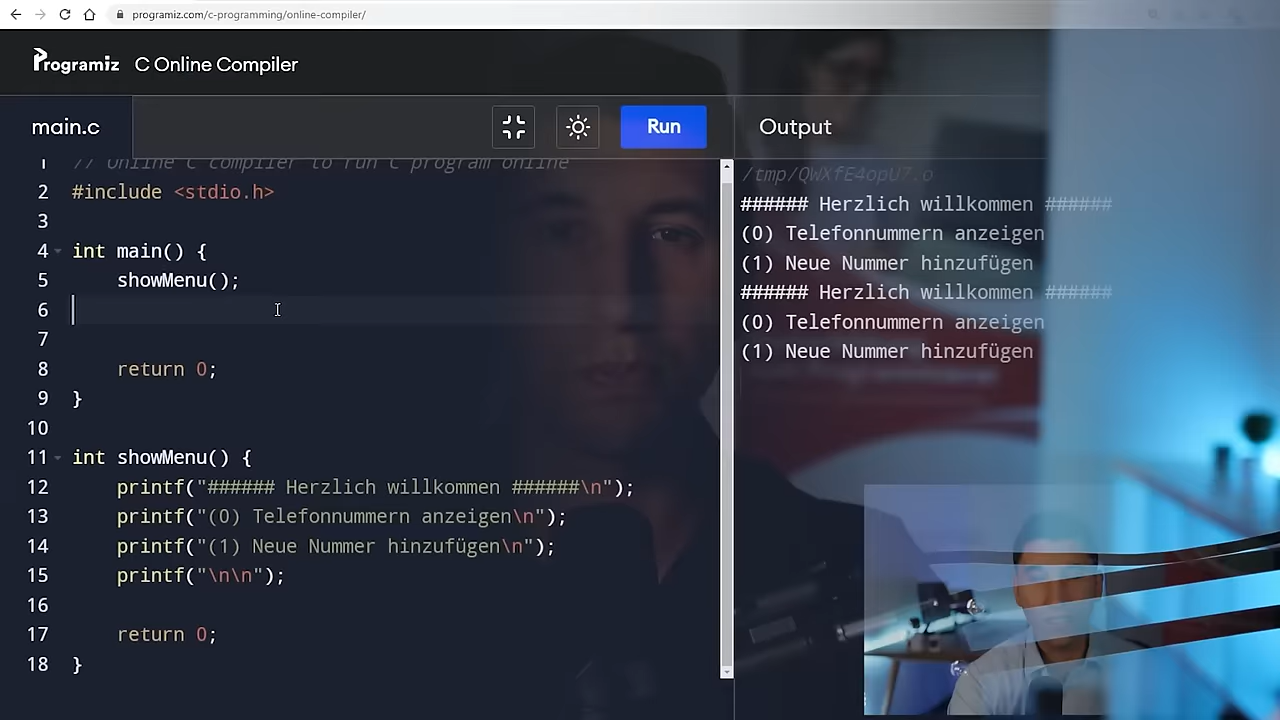 programiz.com/c-programming/online-compiler/
Programiz C Online Compiler
main.c
Run
Output
1 // Online C compiler to run C program online
2 #include <stdio.h>
3
4 int main() {
5 showMenu();
6
7
8 return 0;
9 }
10
11 int showMenu() {
12 printf("###### Herzlich willkommen ######\n");
13 printf("(0) Telefonnummern anzeigen\n");
14 printf("(1) Neue Nummer hinzufügen\n");
15 printf("\n\n");
16
17 return 0;
18 }
/tmp/QWXfE4opU7.o
###### Herzlich willkommen ######
(0) Telefonnummern anzeigen
(1) Neue Nummer hinzufügen
###### Herzlich willkommen ######
(0) Telefonnummern anzeigen
(1) Neue Nummer hinzufügen